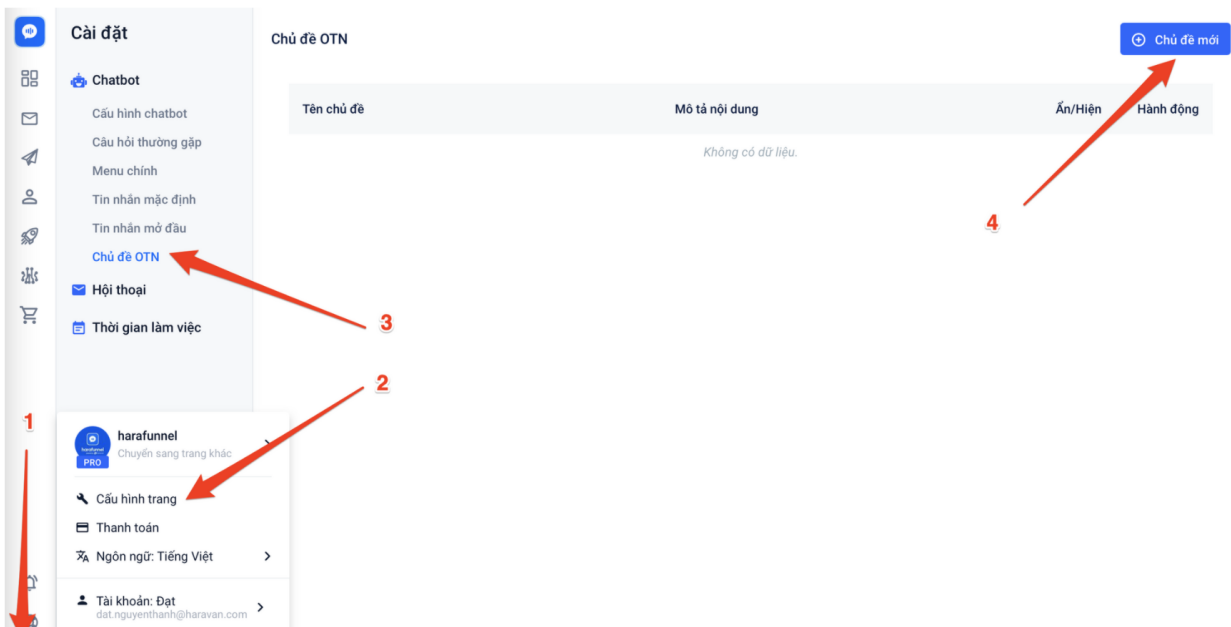 Cài đặt
Chatbot
Cấu hình chatbot
Câu hỏi thường gặp
Menu chính
Tin nhắn mặc định
Tin nhắn mở đầu
Chủ đề OTN
Hội thoại
Thời gian làm việc
harafunnel
Chuyển sang trang khác
PRO
Cấu hình trang
Thanh toán
Ngôn ngữ: Tiếng Việt
Tài khoản: Đạt
dat.nguyenthanh@haravan.com
Chủ đề OTN
Chủ đề mới
Tên chủ đề Mô tả nội dung Ẩn/Hiện Hành động
Không có dữ liệu.
1
2
3
4